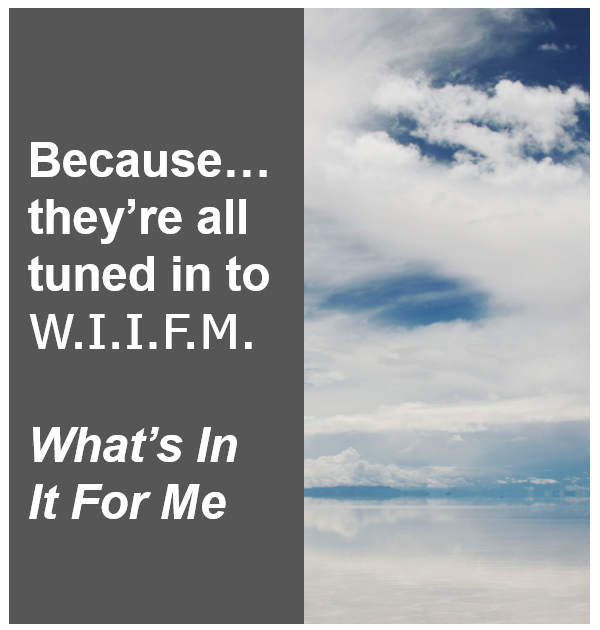 Because…
they’re all
tuned in to
W.I.I.F.M.
What’s In
It For Me